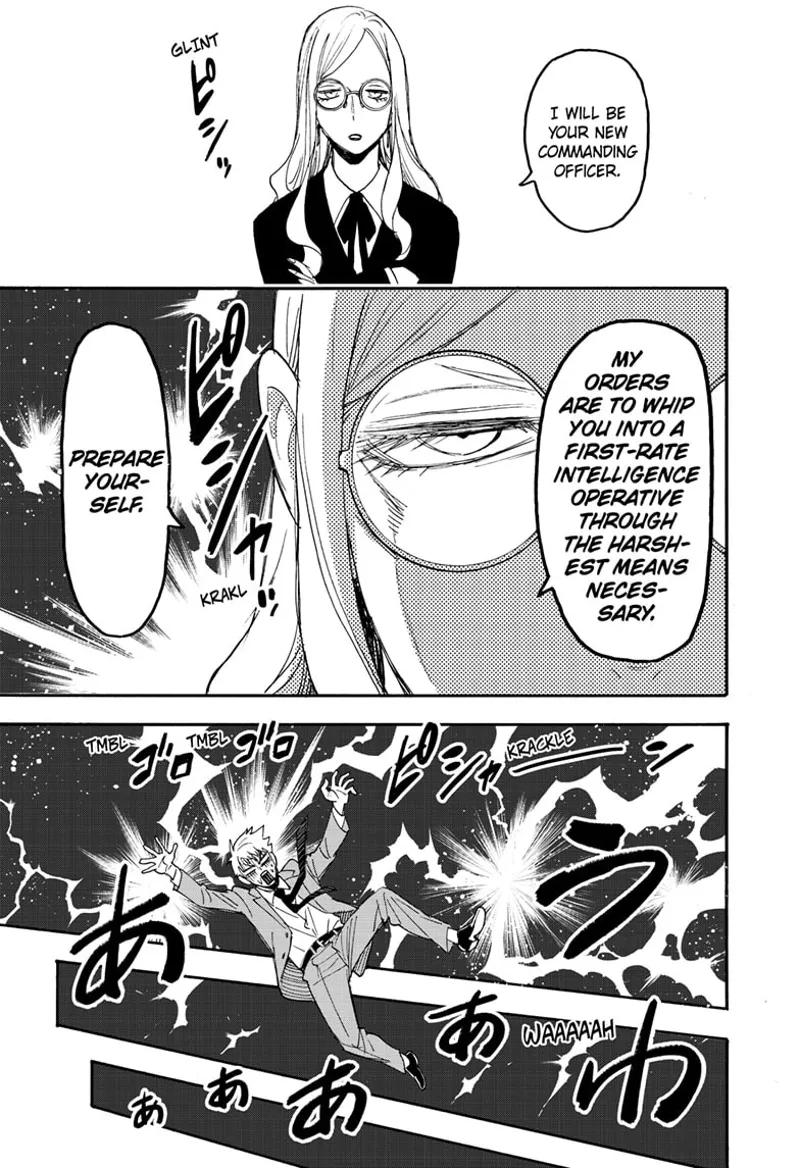 I WILL BE
YOUR NEW
COMMANDING
OFFICER.
GLINT
ピシッ
MY
ORDERS
ARE TO WHIP
YOU INTO A
FIRST-RATE
INTELLIGENCE
OPERATIVE
THROUGH
THE HARSH-
EST MEANS
NECES-
SARY.
ピシャ
KRAKL
PREPARE
YOUR-
SELF.
KRACKLE
ピシャーン
TMBL
ゴロ
TMBL
ゴロ
うわああああああ
WAAAAAH